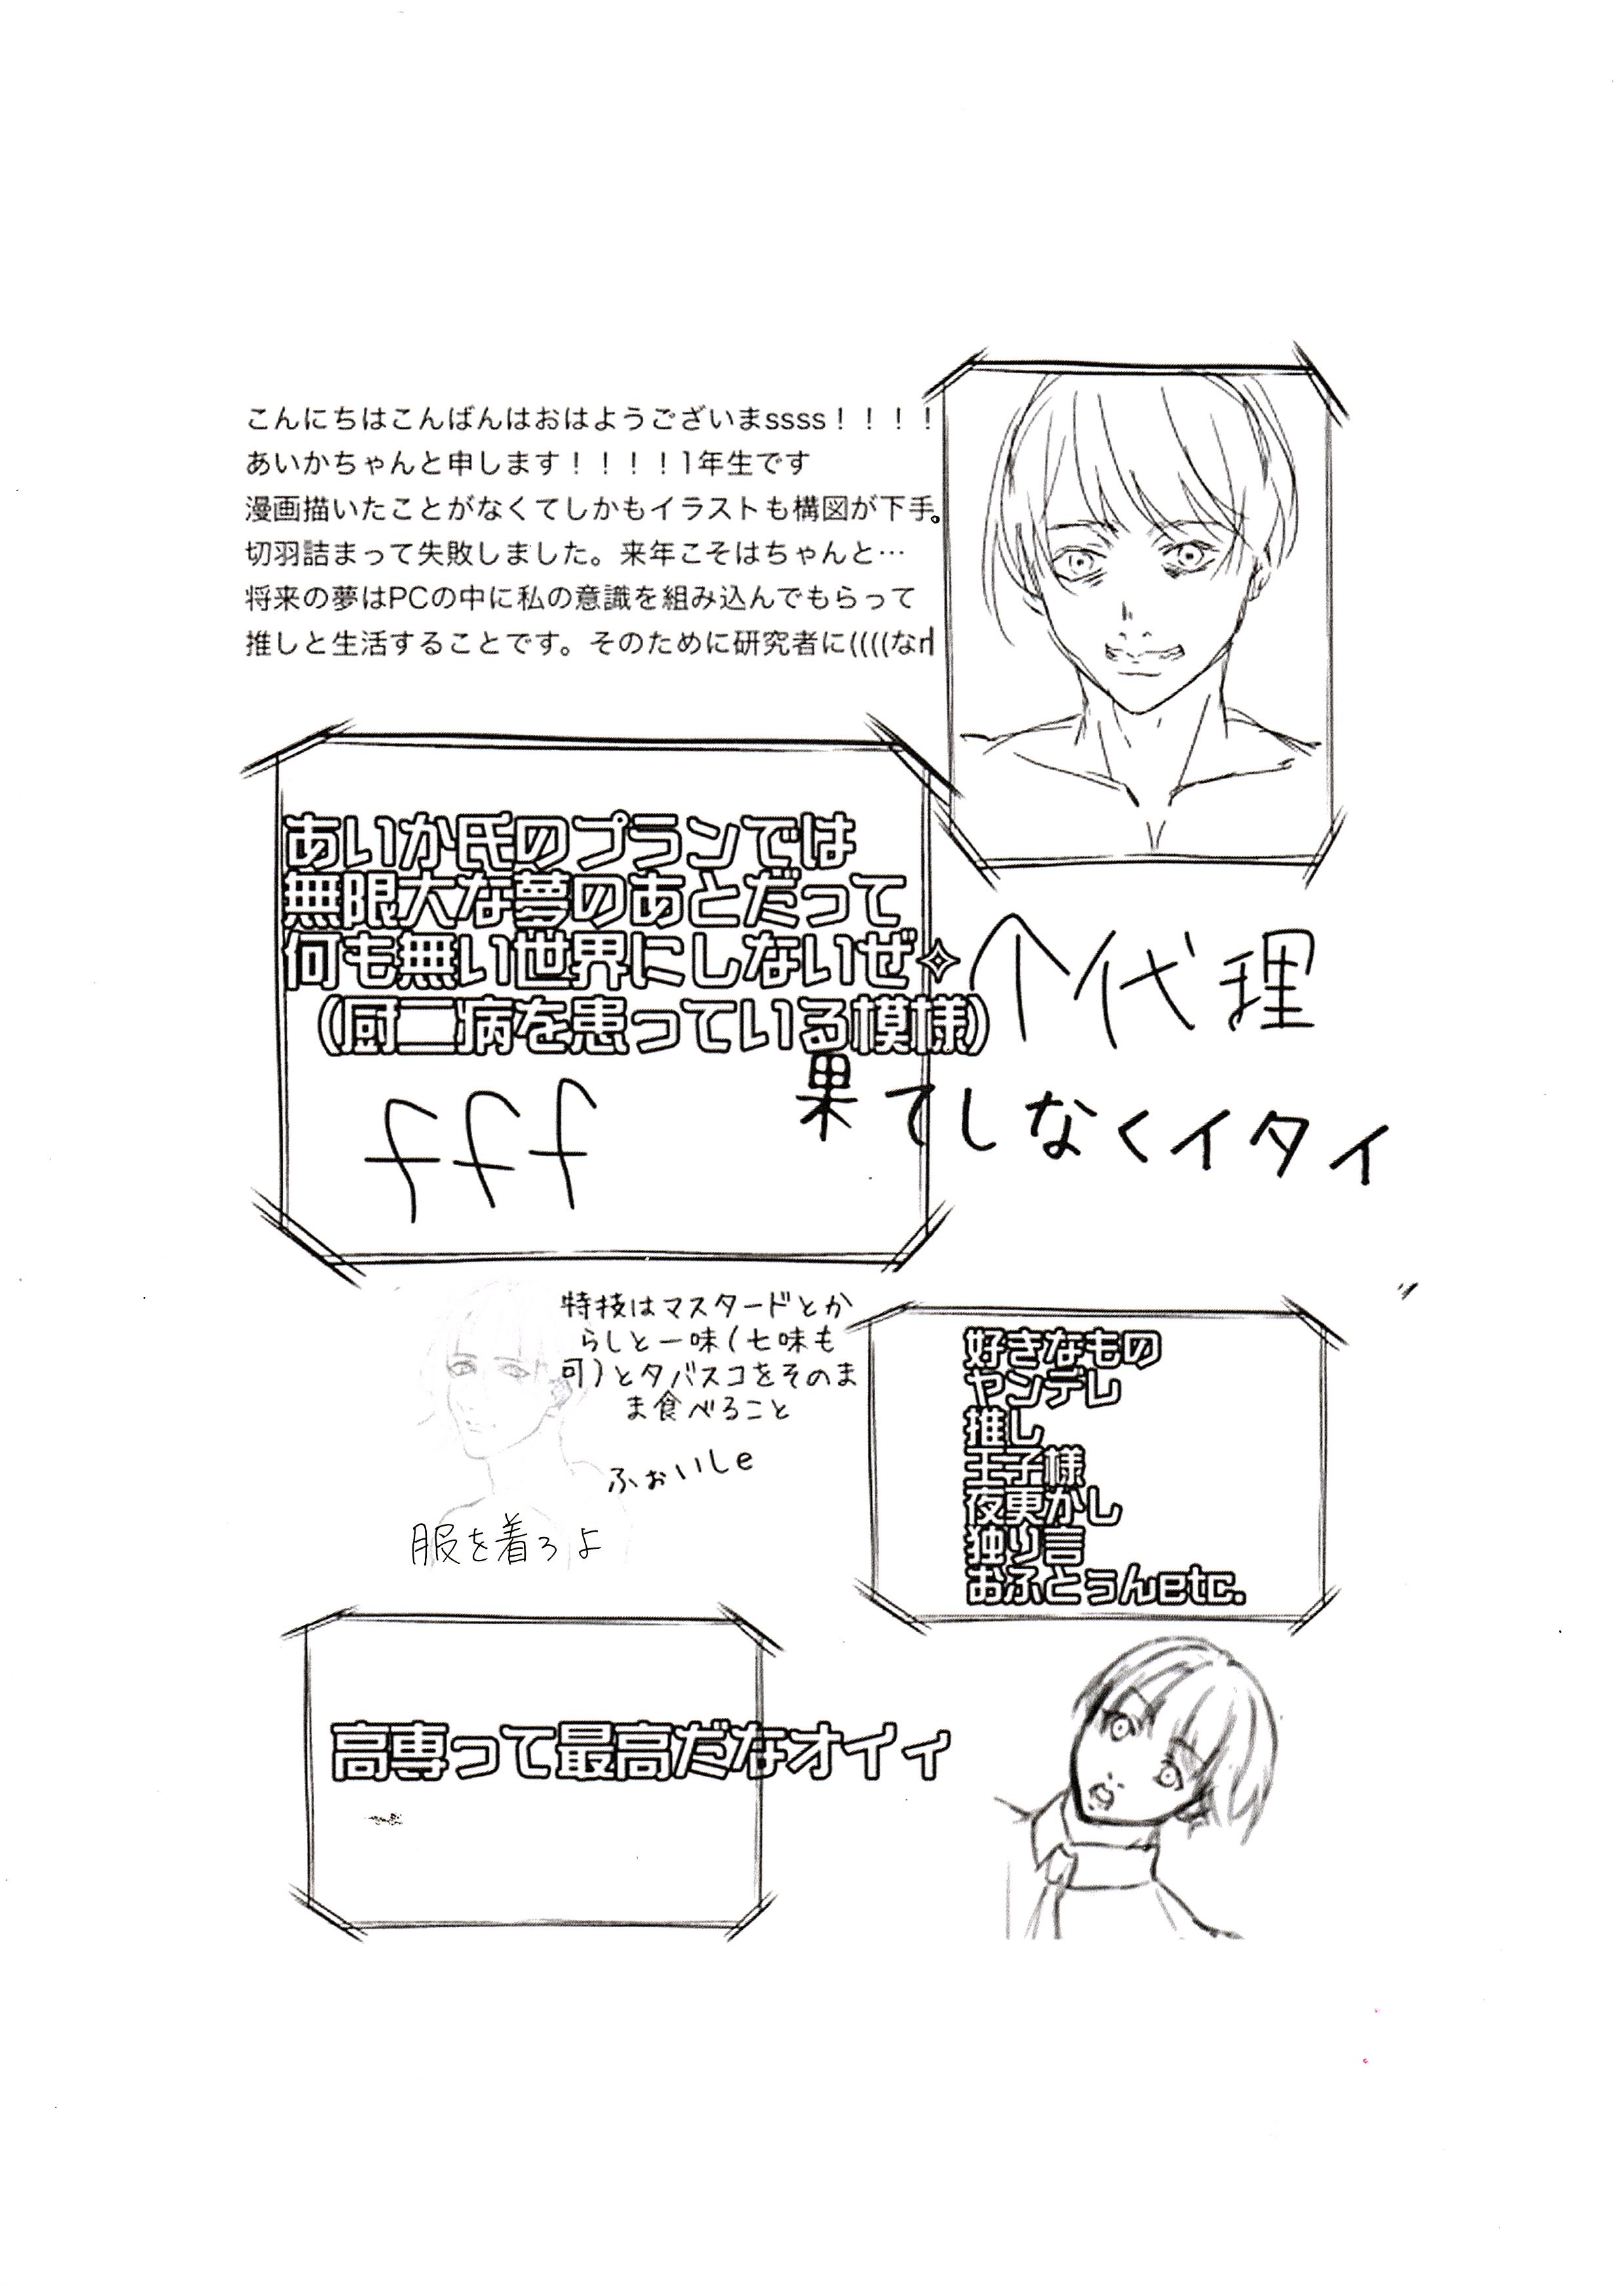 こんにちはこんばんはおはようございまssss！！！！
あいかちゃんと申します！！！！1年生です
漫画描いたことがなくてしかもイラストも構図が下手。
切羽詰まって失敗しました。来年こそはちゃんと…
将来の夢はPCの中に私の意識を組み込んでもらって
推しと生活することです。そのために研究者に((((なr
あいか氏のプランでは
無限大な夢のあとだって
何も無い世界にしないぜ✧
(厨二病を患っている模様)
↑代理
果てしなくイタイ
fff
特技はマスタードとか
らしと一味(七味も
可)とタバスコをそのま
ま食べること
ふぉいしe
服を着ろよ
好きなもの
ヤンデレ
推し
王子様
夜更かし
独り言
おふとぅんetc.
高専って最高だなオイィ